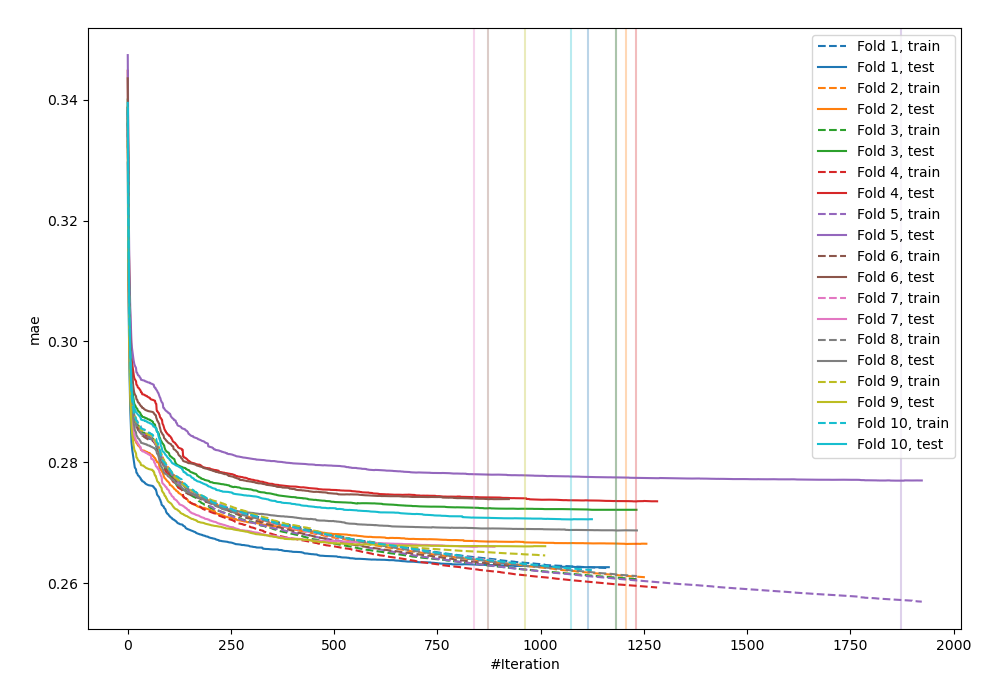 0.34
0.32
0.30
0.28
0.26
mae
0
250
500
750
1000
1250
1500
1750
2000
#Iteration
Fold 1, train
Fold 1, test
Fold 2, train
Fold 2, test
Fold 3, train
Fold 3, test
Fold 4, train
Fold 4, test
Fold 5, train
Fold 5, test
Fold 6, train
Fold 6, test
Fold 7, train
Fold 7, test
Fold 8, train
Fold 8, test
Fold 9, train
Fold 9, test
Fold 10, train
Fold 10, test